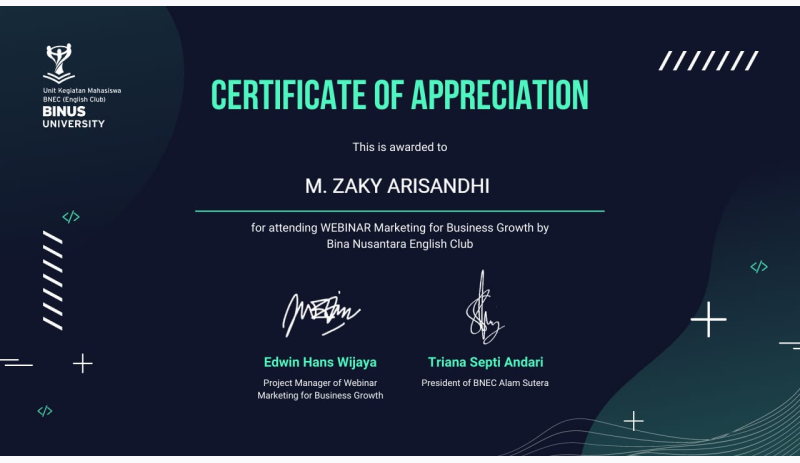 Unit Kegiatan Mahasiswa
BNEC (English Club)
BINUS
UNIVERSITY
CERTIFICATE OF APPRECIATION
This is awarded to
M. ZAKY ARISANDHI
for attending WEBINAR Marketing for Business Growth by
Bina Nusantara English Club
Edwin Hans Wijaya
Project Manager of Webinar
Marketing for Business Growth
Triana Septi Andari
President of BNEC Alam Sutera